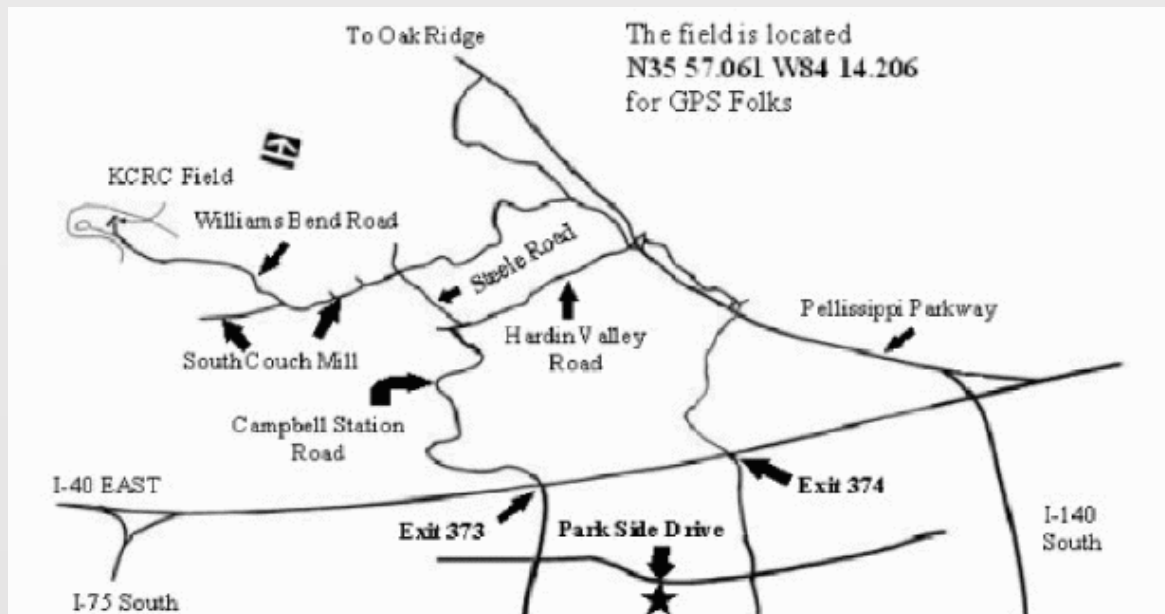 To Oak Ridge
The field is located
N35 57.061 W84 14.206
for GPS Folks
KCRC Field
Williams Bend Road
Steele Road
Pellissippi Parkway
Hardin Valley
Road
South Couch Mill
Campbell Station
Road
I-40 EAST
Exit 374
Exit 373
Park Side Drive
I-140
South
I-75 South